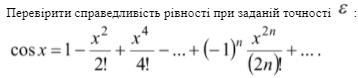 Перевірити справедливість рівності при заданій точності ε :
cos x = 1 − x²/2! + x⁴/4! − ... + (−1)ⁿ x²ⁿ/(2n)! + ... .